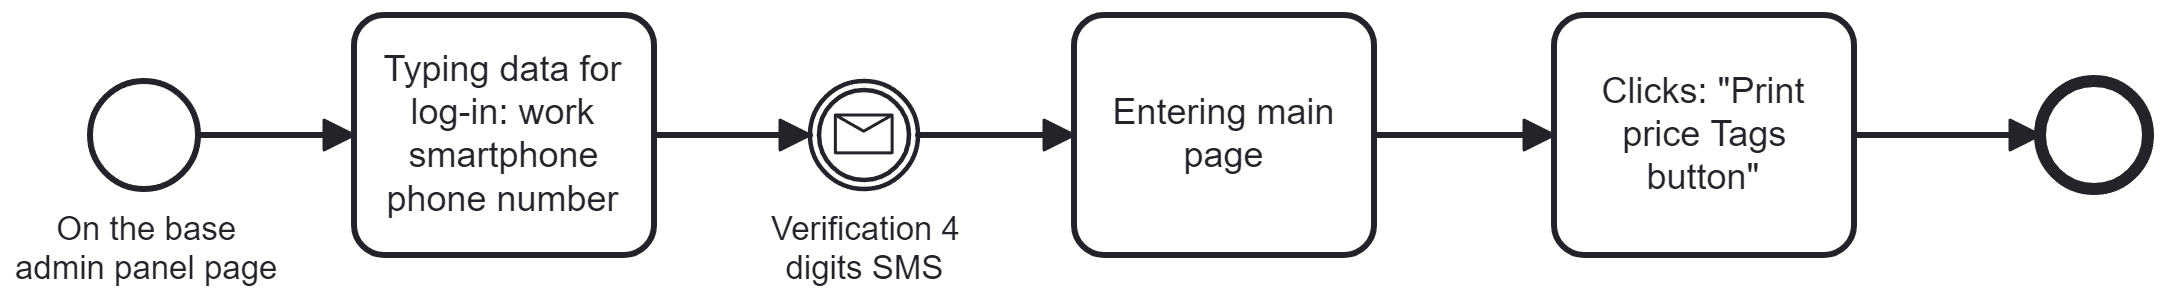 On the base
admin panel page
Typing data for
log-in: work
smartphone
phone number
Verification 4
digits SMS
Entering main
page
Clicks: "Print
price Tags
button"